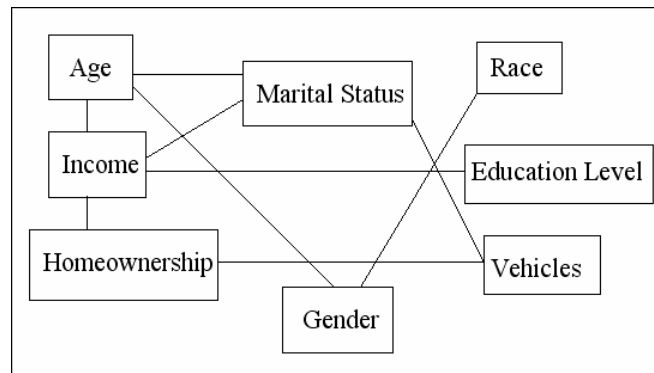 Age
Marital Status
Race
Income
Education Level
Homeownership
Vehicles
Gender